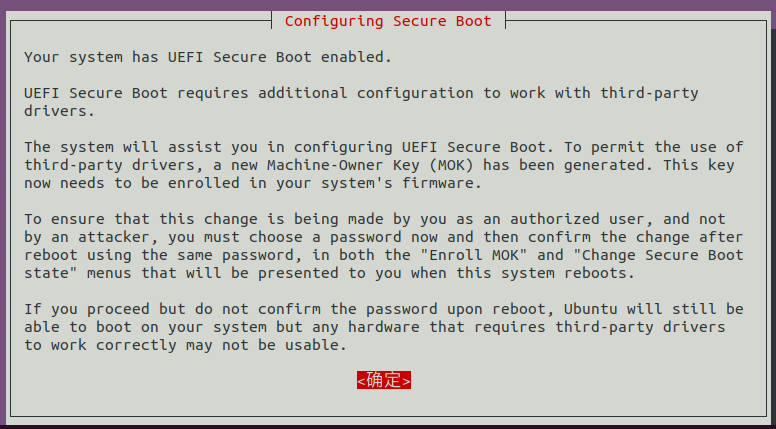 Configuring Secure Boot
Your system has UEFI Secure Boot enabled.
UEFI Secure Boot requires additional configuration to work with third-party
drivers.
The system will assist you in configuring UEFI Secure Boot. To permit the use of
third-party drivers, a new Machine-Owner Key (MOK) has been generated. This key
now needs to be enrolled in your system's firmware.
To ensure that this change is being made by you as an authorized user, and not
by an attacker, you must choose a password now and then confirm the change after
reboot using the same password, in both the "Enroll MOK" and "Change Secure Boot
state" menus that will be presented to you when this system reboots.
If you proceed but do not confirm the password upon reboot, Ubuntu will still be
able to boot on your system but any hardware that requires third-party drivers
to work correctly may not be usable.
<确定>